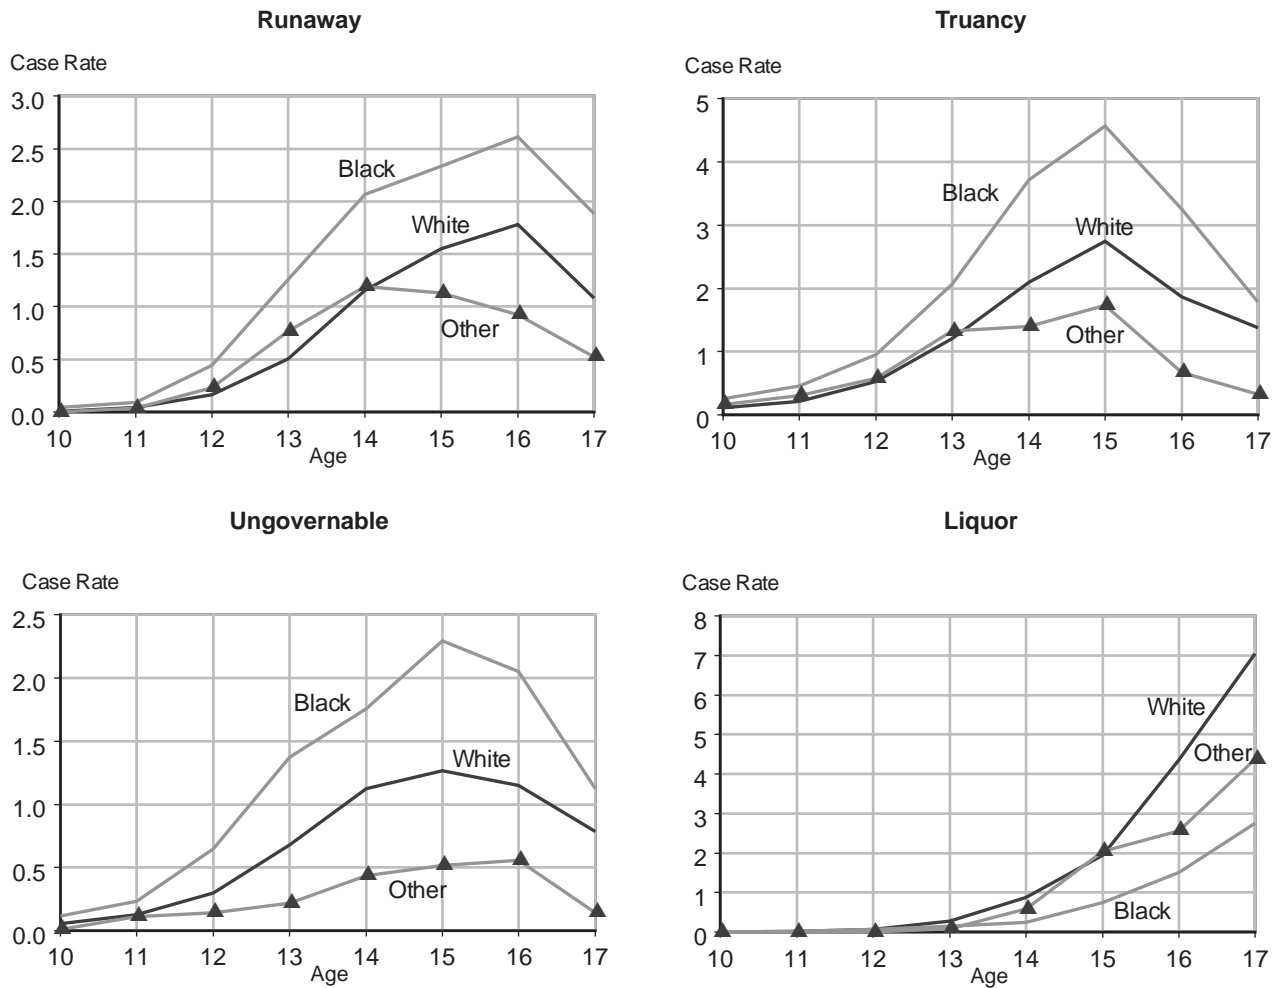 Runaway
Case Rate
3.0
2.5
2.0
1.5
1.0
0.5
0.0
Black
White
Other
10 11 12 13 14 15 16 17
Age
Truancy
Case Rate
5
4
3
2
1
0
Black
White
Other
10 11 12 13 14 15 16 17
Age
Ungovernable
Case Rate
2.5
2.0
1.5
1.0
0.5
0.0
Black
White
Other
10 11 12 13 14 15 16 17
Age
Liquor
Case Rate
8
7
6
5
4
3
2
1
0
White
Other
Black
10 11 12 13 14 15 16 17
Age